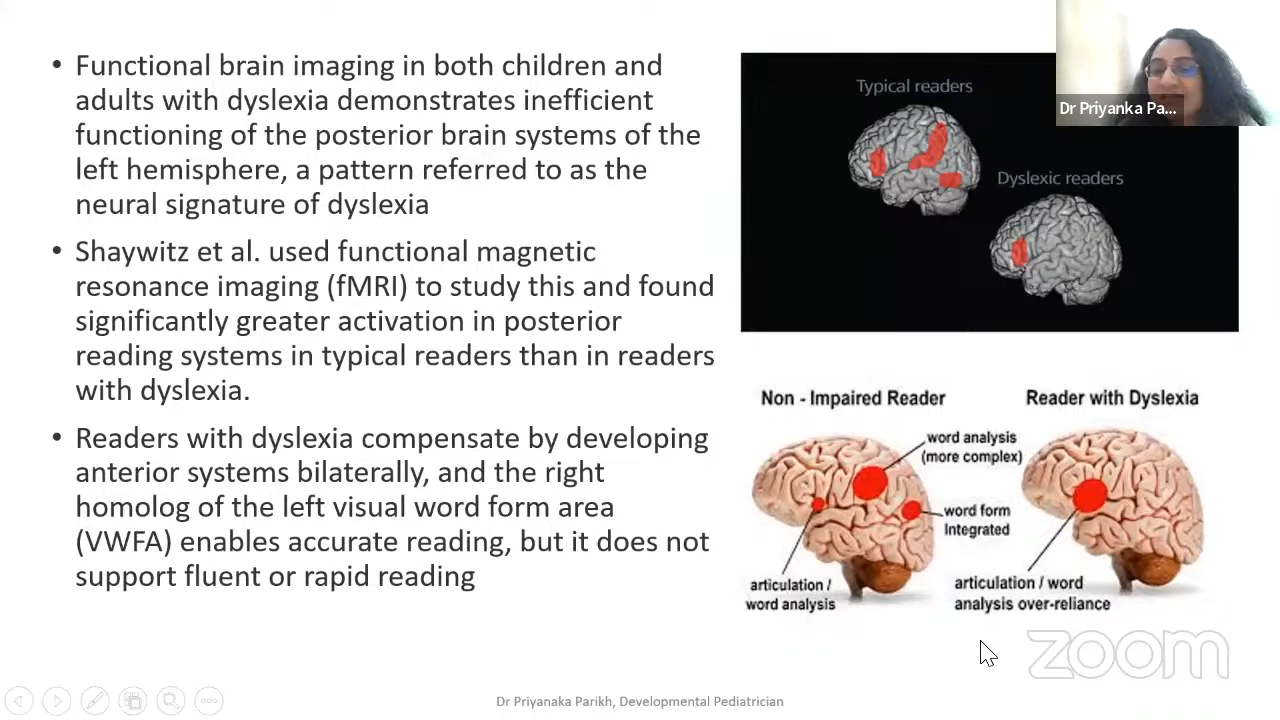 • Functional brain imaging in both children and
adults with dyslexia demonstrates inefficient
functioning of the posterior brain systems of the
left hemisphere, a pattern referred to as the
neural signature of dyslexia
• Shaywitz et al. used functional magnetic
resonance imaging (fMRI) to study this and found
significantly greater activation in posterior
reading systems in typical readers than in readers
with dyslexia.
• Readers with dyslexia compensate by developing
anterior systems bilaterally, and the right
homolog of the left visual word form area
(VWFA) enables accurate reading, but it does not
support fluent or rapid reading
Typical readers
Dyslexic readers
Dr Priyanka Pa...
Non - Impaired Reader
word analysis
(more complex)
word form
Integrated
articulation /
word analysis
Reader with Dyslexia
articulation / word
analysis over-reliance
zoom
Dr Priyanaka Parikh, Developmental Pediatrician